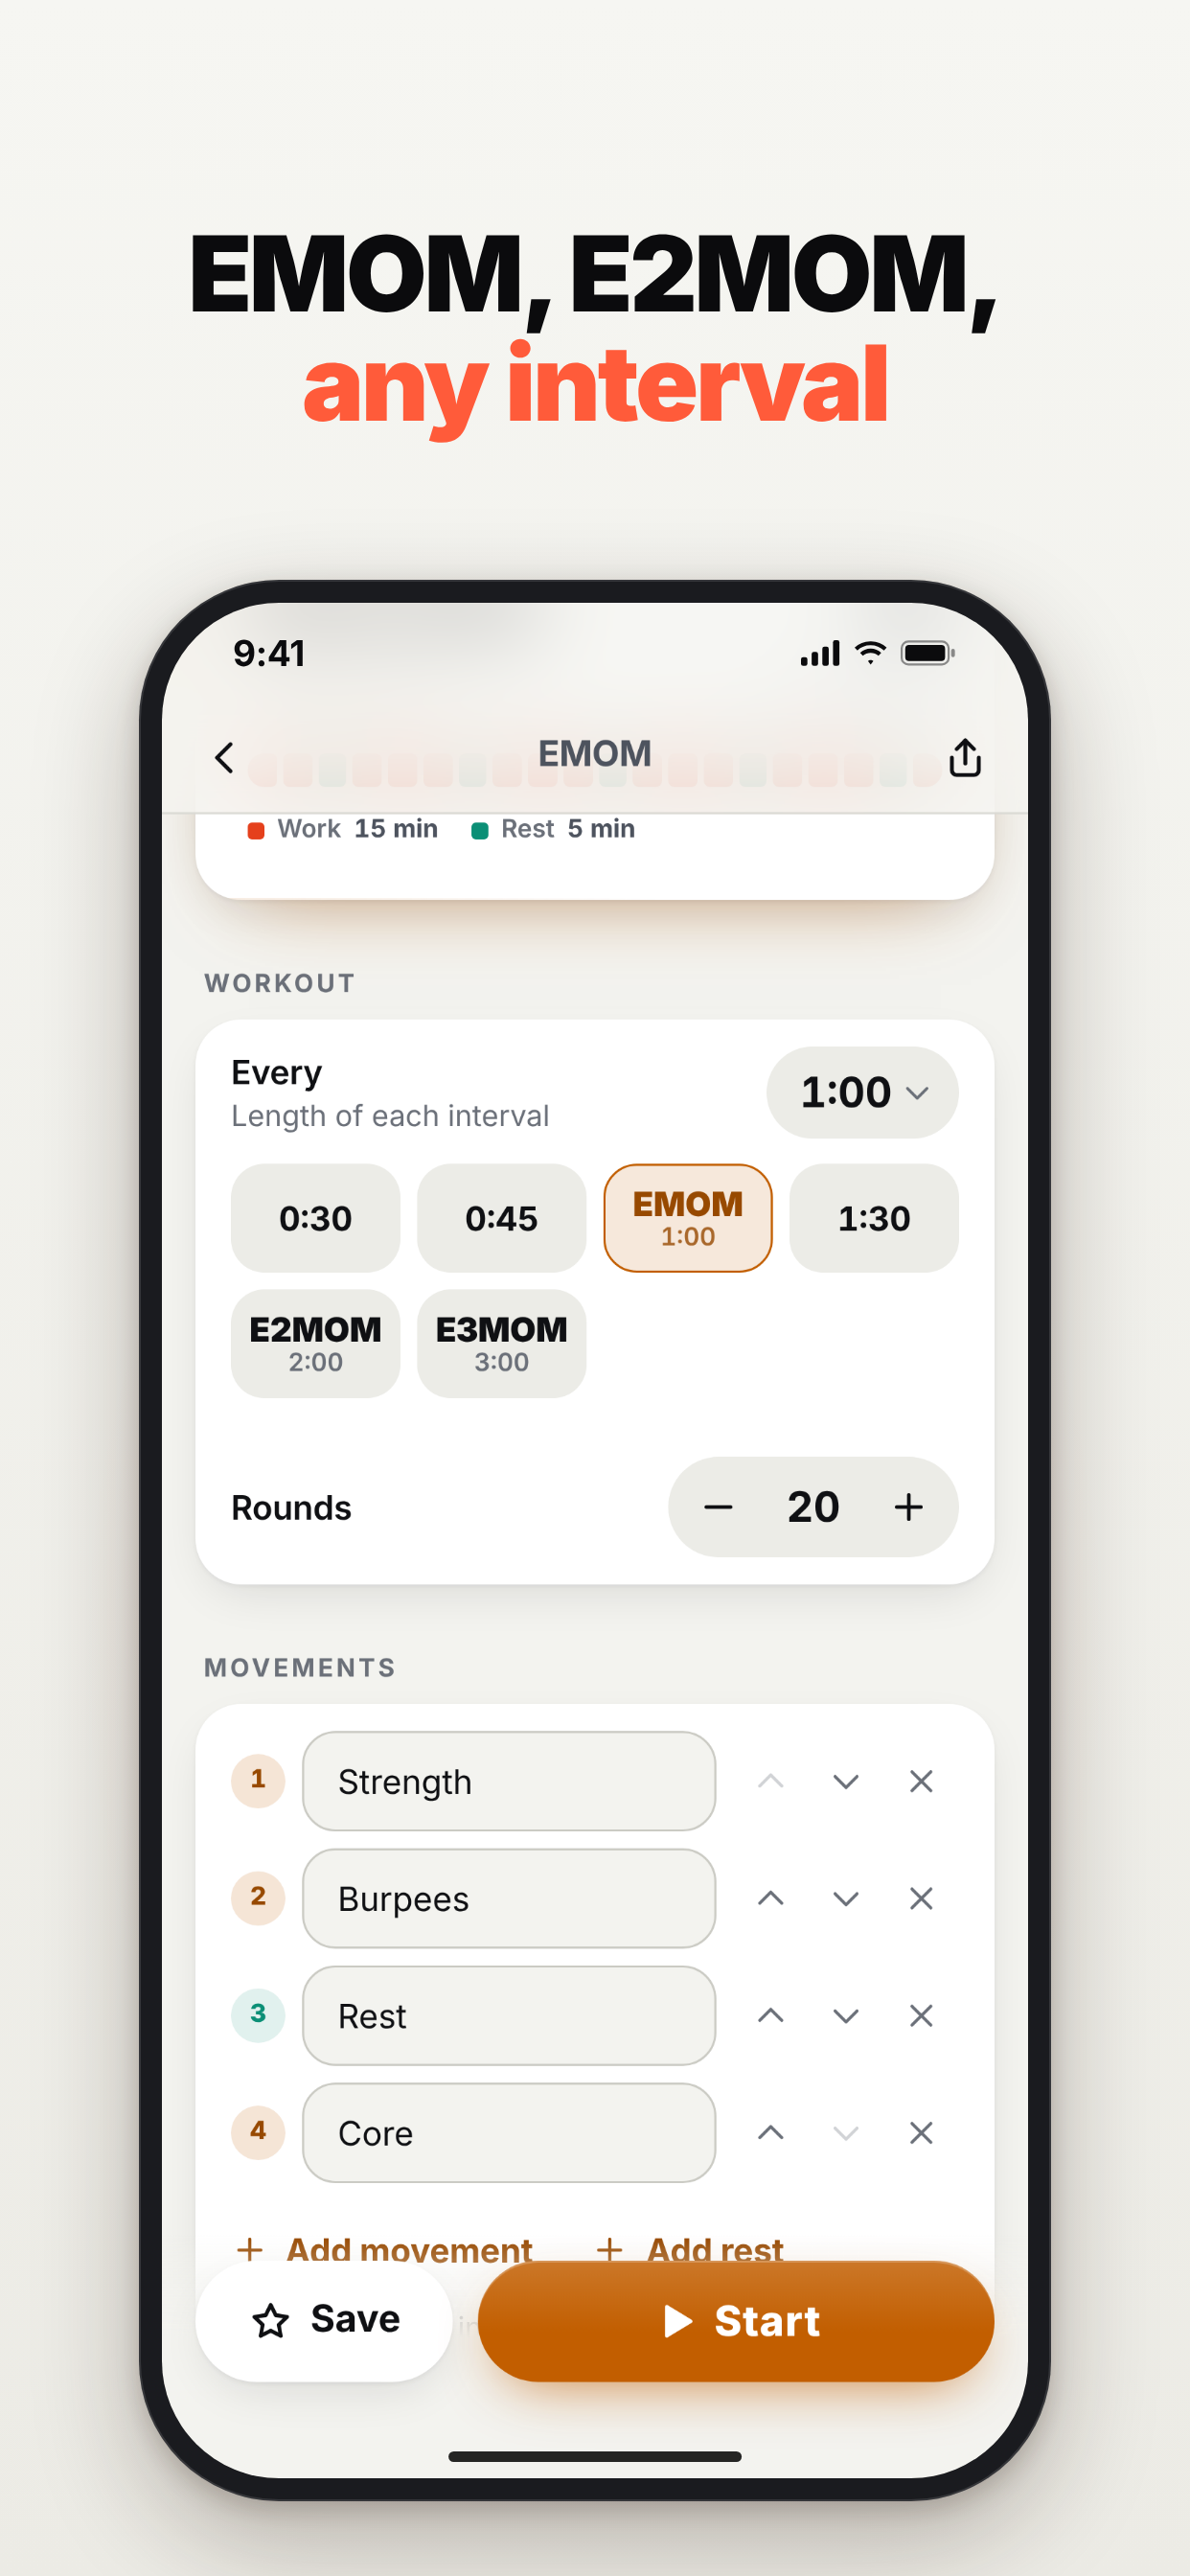 EMOM, E2MOM,
any interval
9:41
EMOM
Work 15 min Rest 5 min
WORKOUT
Every
1:00
Length of each interval
0:30
0:45
EMOM
1:00
1:30
E2MOM
2:00
E3MOM
3:00
Rounds
20
MOVEMENTS
1 Strength
2 Burpees
3 Rest
4 Core
Add movement
Add rest
Save
Start